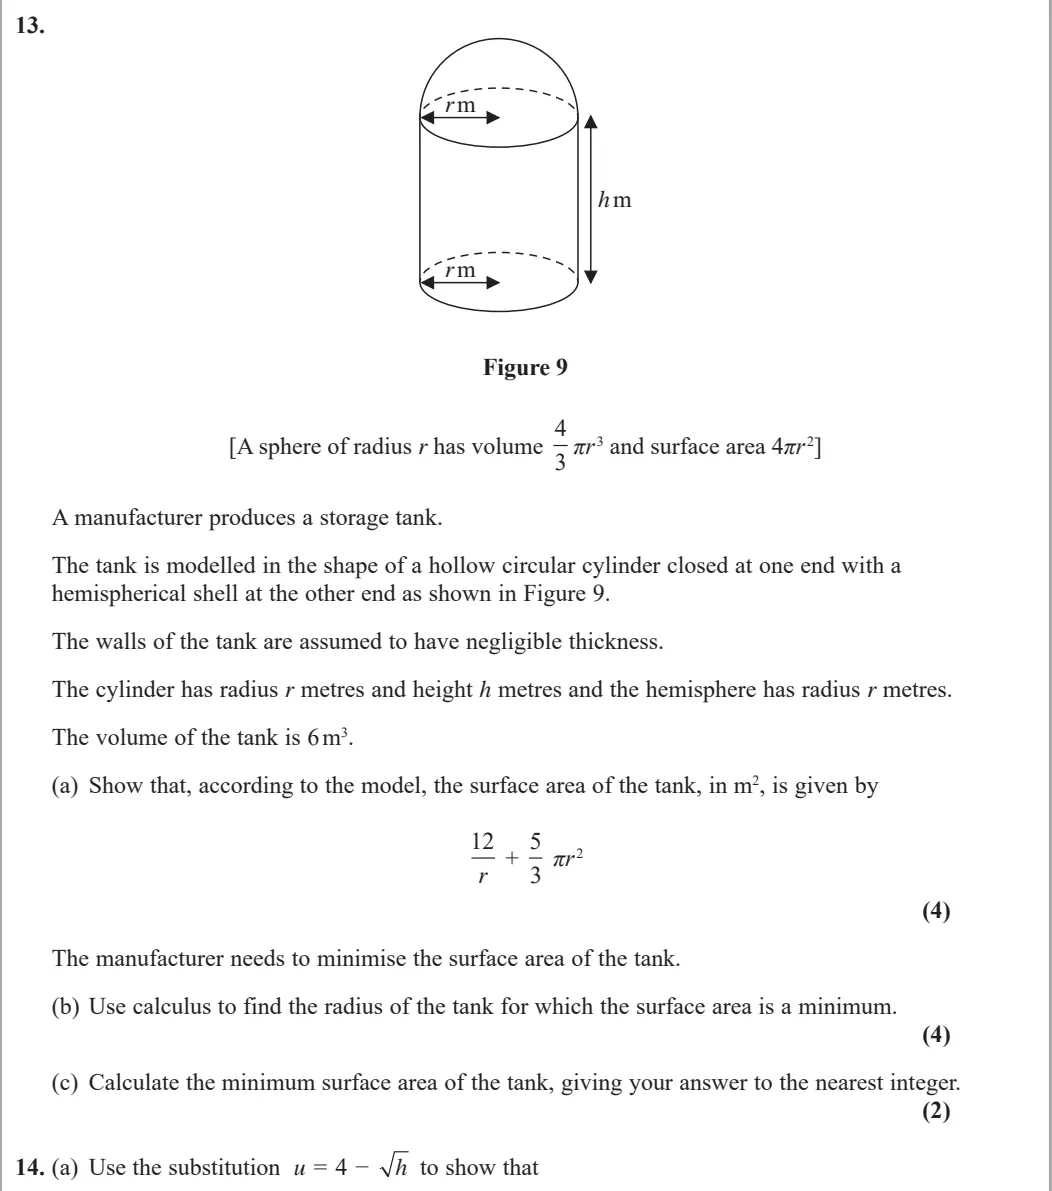 13.
r m
h m
r m
Figure 9
[A sphere of radius r has volume 4/3 πr³ and surface area 4πr²]
A manufacturer produces a storage tank.
The tank is modelled in the shape of a hollow circular cylinder closed at one end with a
hemispherical shell at the other end as shown in Figure 9.
The walls of the tank are assumed to have negligible thickness.
The cylinder has radius r metres and height h metres and the hemisphere has radius r metres.
The volume of the tank is 6 m³.
(a) Show that, according to the model, the surface area of the tank, in m², is given by
12/r + 5/3 πr²
(4)
The manufacturer needs to minimise the surface area of the tank.
(b) Use calculus to find the radius of the tank for which the surface area is a minimum.
(4)
(c) Calculate the minimum surface area of the tank, giving your answer to the nearest integer.
(2)
14. (a) Use the substitution u = 4 − √h to show that